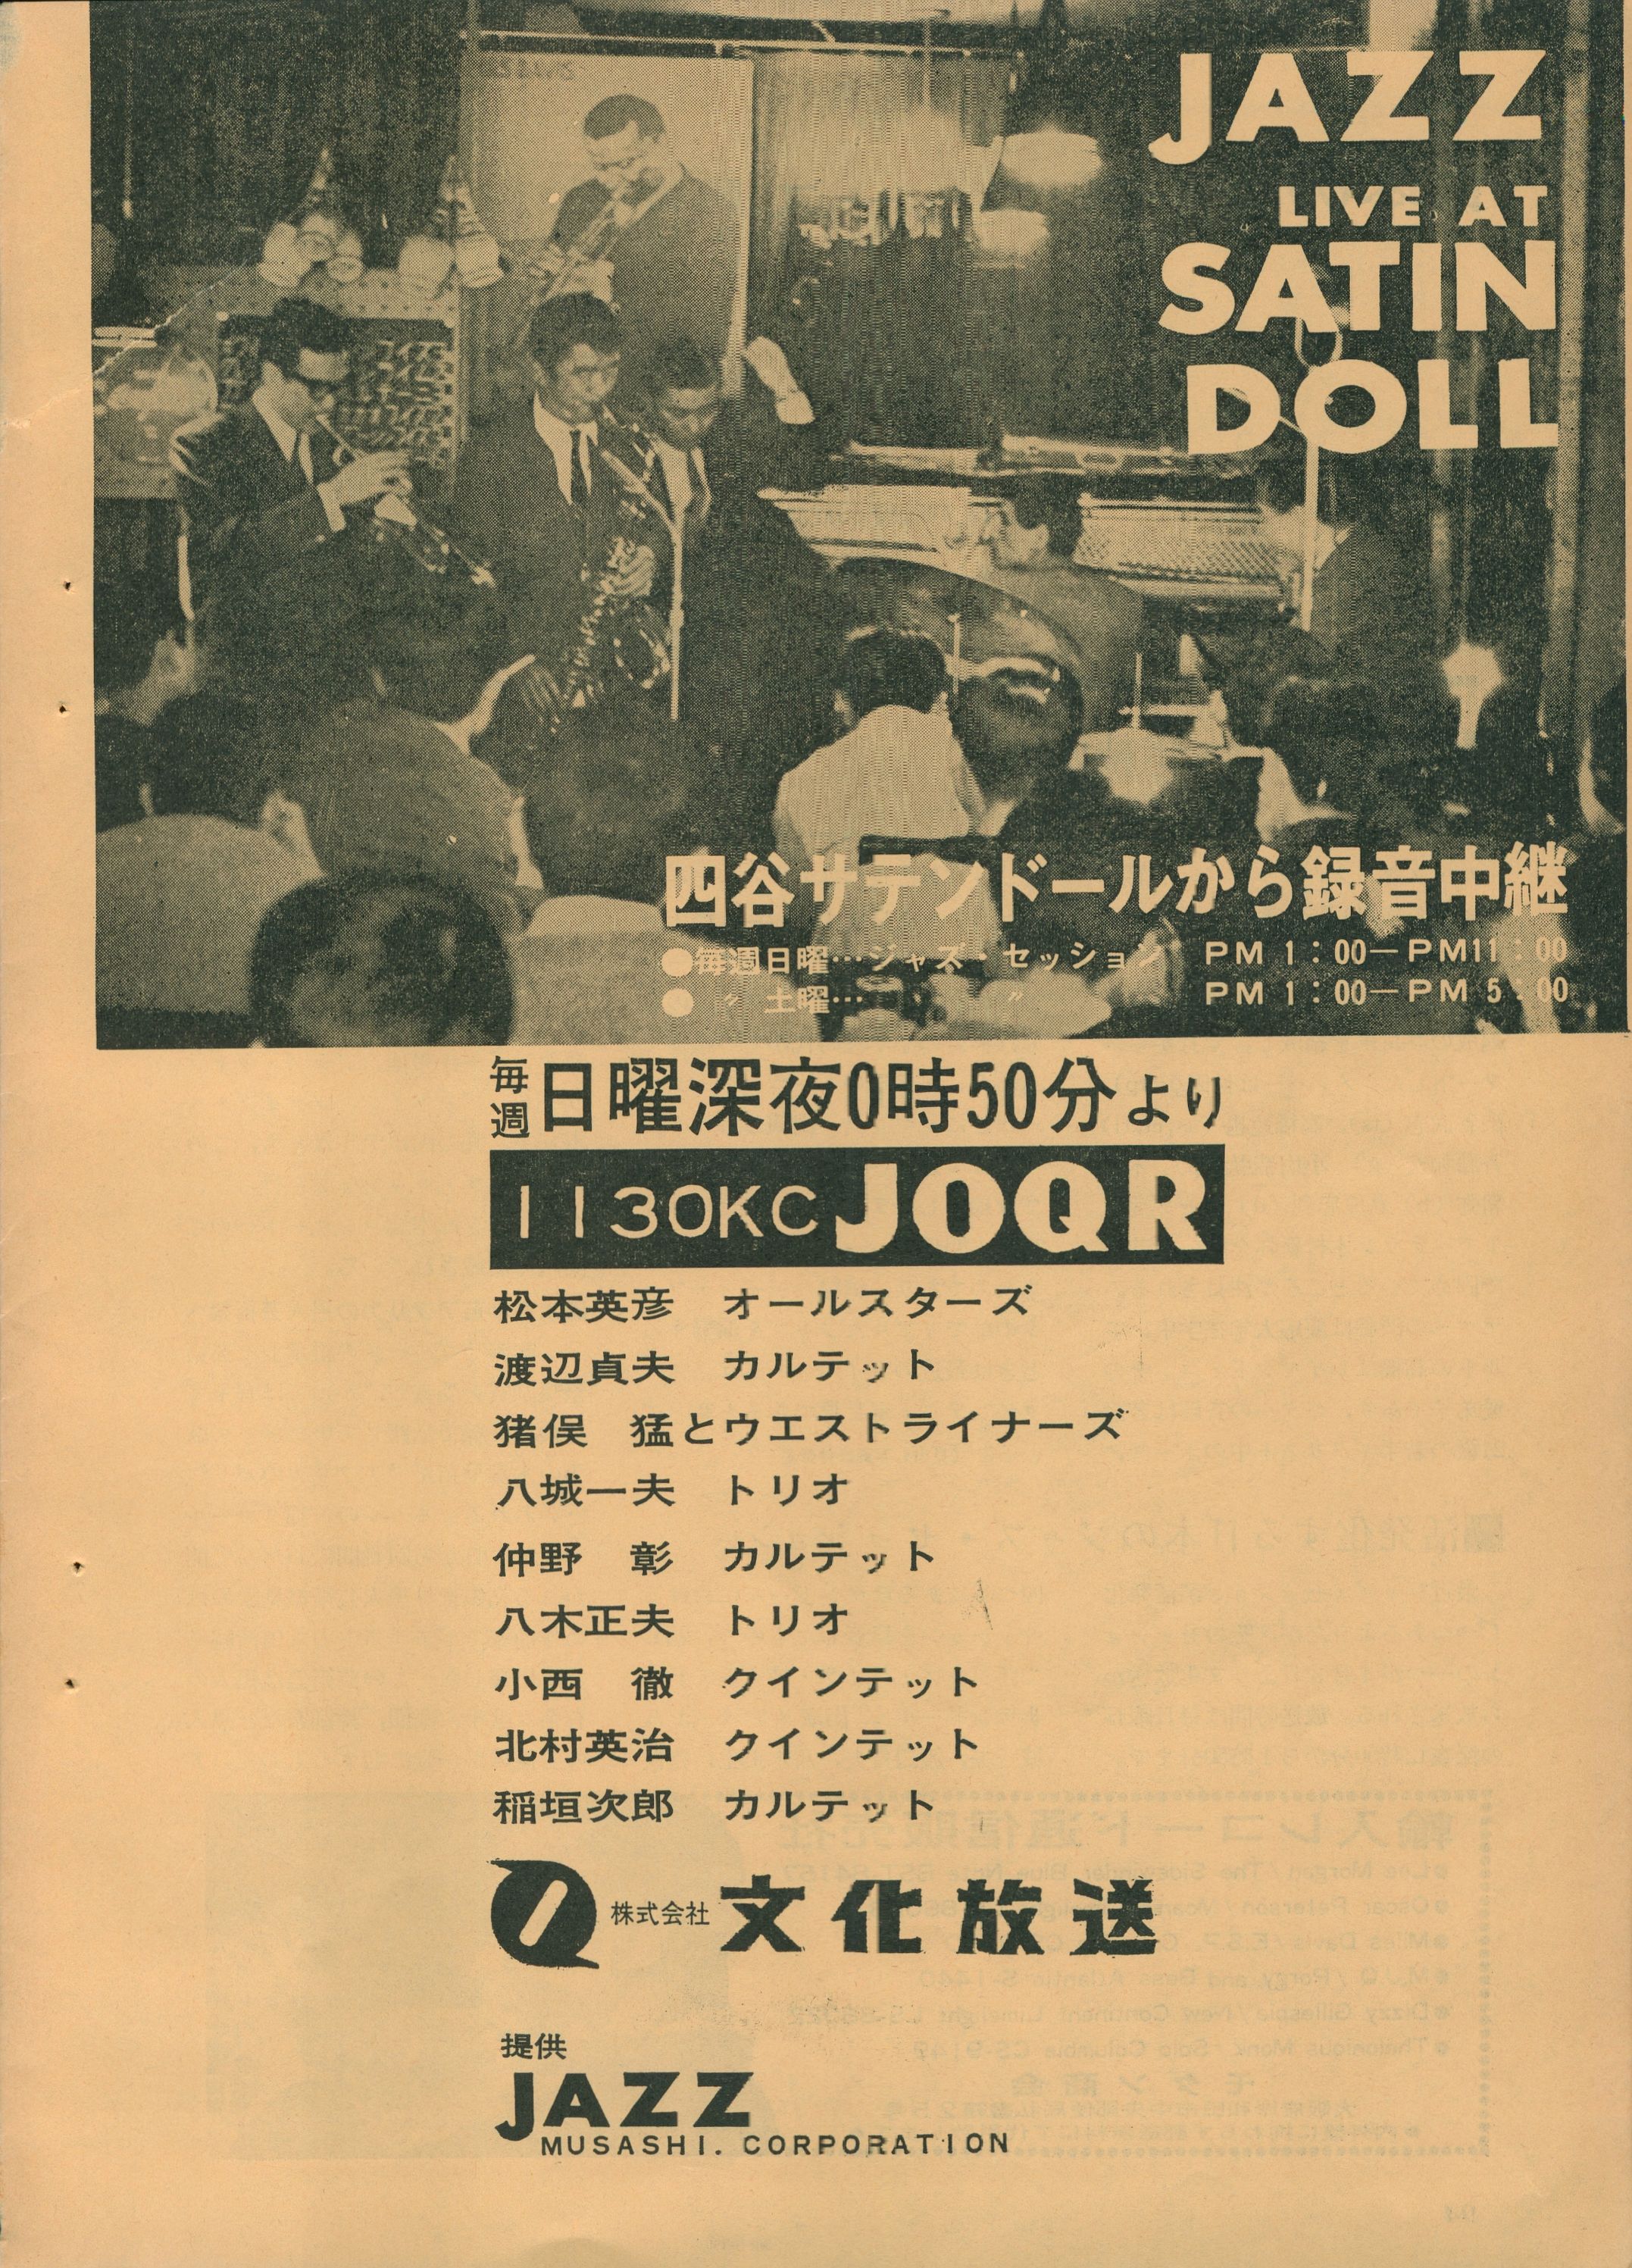 JAZZ
LIVE AT
SATIN
DOLL
四谷サテンドールから録音中継
●毎週日曜…ジャズ・セッション PM 1:00—PM11:00
● 〃 土曜… 〃 PM 1:00—PM 5:00
毎週日曜深夜0時50分より
1130KC JOQR
松本英彦 オールスターズ
渡辺貞夫 カルテット
猪俣 猛とウエストライナーズ
八城一夫 トリオ
仲野 彰 カルテット
八木正夫 トリオ
小西 徹 クインテット
北村英治 クインテット
稲垣次郎 カルテット
株式会社 文化放送
提供
JAZZ
MUSASHI. CORPORATION